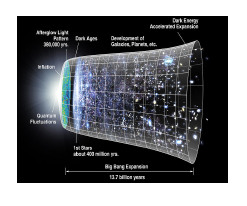 Dark Energy
Accelerated Expansion
Afterglow Light
Pattern
380,000 yrs.
Dark Ages
Development of
Galaxies, Planets, etc.
Inflation
Quantum
Fluctuations
1st Stars
about 400 million yrs.
Big Bang Expansion
13.7 billion years